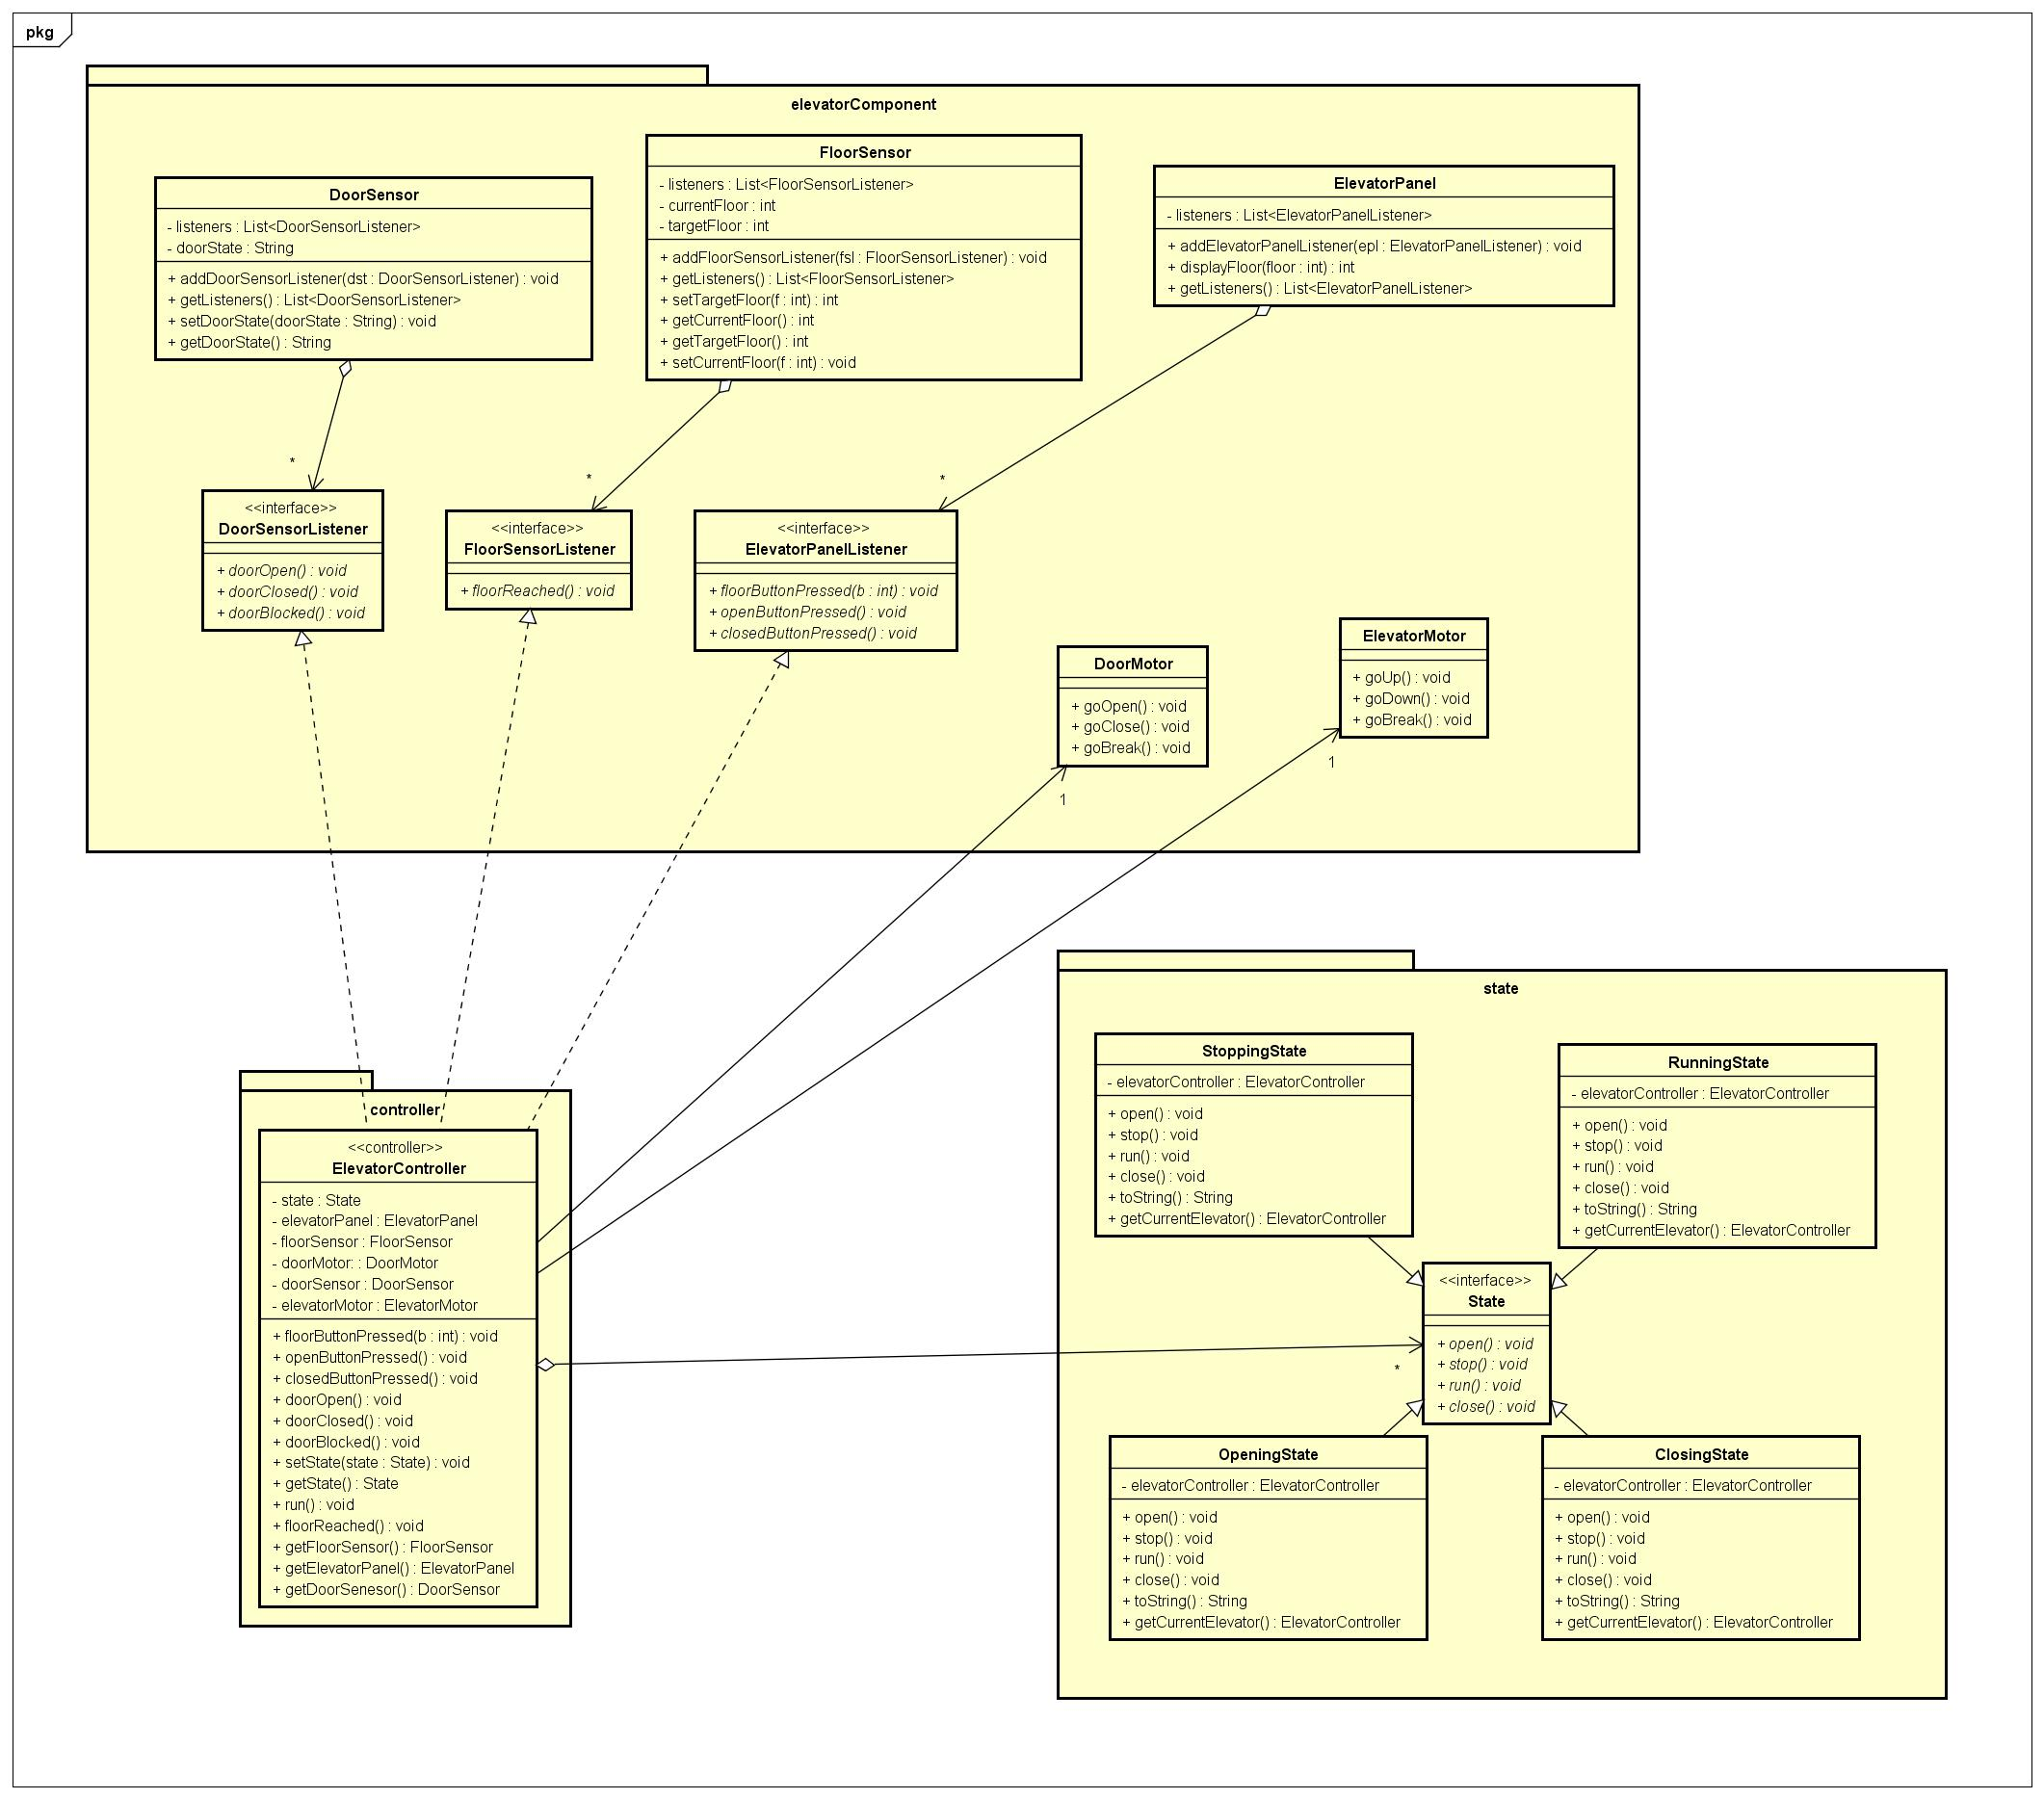 pkg
elevatorComponent
DoorSensor
- listeners : List<DoorSensorListener>
- doorState : String
+ addDoorSensorListener(dst : DoorSensorListener) : void
+ getListeners() : List<DoorSensorListener>
+ setDoorState(doorState : String) : void
+ getDoorState() : String
FloorSensor
- listeners : List<FloorSensorListener>
- currentFloor : int
- targetFloor : int
+ addFloorSensorListener(fsl : FloorSensorListener) : void
+ getListeners() : List<FloorSensorListener>
+ setTargetFloor(f : int) : int
+ getCurrentFloor() : int
+ getTargetFloor() : int
+ setCurrentFloor(f : int) : void
ElevatorPanel
- listeners : List<ElevatorPanelListener>
+ addElevatorPanelListener(epl : ElevatorPanelListener) : void
+ displayFloor(floor : int) : int
+ getListeners() : List<ElevatorPanelListener>
*
*
*
<<interface>>
DoorSensorListener
+ doorOpen() : void
+ doorClosed() : void
+ doorBlocked() : void
<<interface>>
FloorSensorListener
+ floorReached() : void
<<interface>>
ElevatorPanelListener
+ floorButtonPressed(b : int) : void
+ openButtonPressed() : void
+ closedButtonPressed() : void
DoorMotor
+ goOpen() : void
+ goClose() : void
+ goBreak() : void
1
ElevatorMotor
+ goUp() : void
+ goDown() : void
+ goBreak() : void
1
controller
<<controller>>
ElevatorController
- state : State
- elevatorPanel : ElevatorPanel
- floorSensor : FloorSensor
- doorMotor: : DoorMotor
- doorSensor : DoorSensor
- elevatorMotor : ElevatorMotor
+ floorButtonPressed(b : int) : void
+ openButtonPressed() : void
+ closedButtonPressed() : void
+ doorOpen() : void
+ doorClosed() : void
+ doorBlocked() : void
+ setState(state : State) : void
+ getState() : State
+ run() : void
+ floorReached() : void
+ getFloorSensor() : FloorSensor
+ getElevatorPanel() : ElevatorPanel
+ getDoorSenesor() : DoorSensor
state
StoppingState
- elevatorController : ElevatorController
+ open() : void
+ stop() : void
+ run() : void
+ close() : void
+ toString() : String
+ getCurrentElevator() : ElevatorController
RunningState
- elevatorController : ElevatorController
+ open() : void
+ stop() : void
+ run() : void
+ close() : void
+ toString() : String
+ getCurrentElevator() : ElevatorController
<<interface>>
State
+ open() : void
+ stop() : void
+ run() : void
+ close() : void
*
OpeningState
- elevatorController : ElevatorController
+ open() : void
+ stop() : void
+ run() : void
+ close() : void
+ toString() : String
+ getCurrentElevator() : ElevatorController
ClosingState
- elevatorController : ElevatorController
+ open() : void
+ stop() : void
+ run() : void
+ close() : void
+ toString() : String
+ getCurrentElevator() : ElevatorController